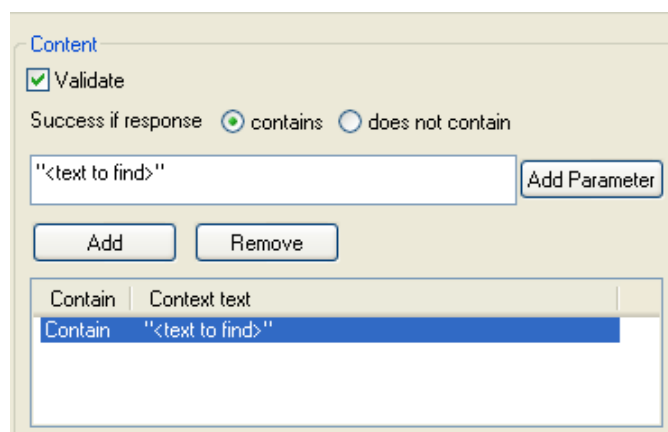 Content
Validate
Success if response contains does not contain
"<text to find>" Add Parameter
Add Remove
Contain Context text
Contain "<text to find>"